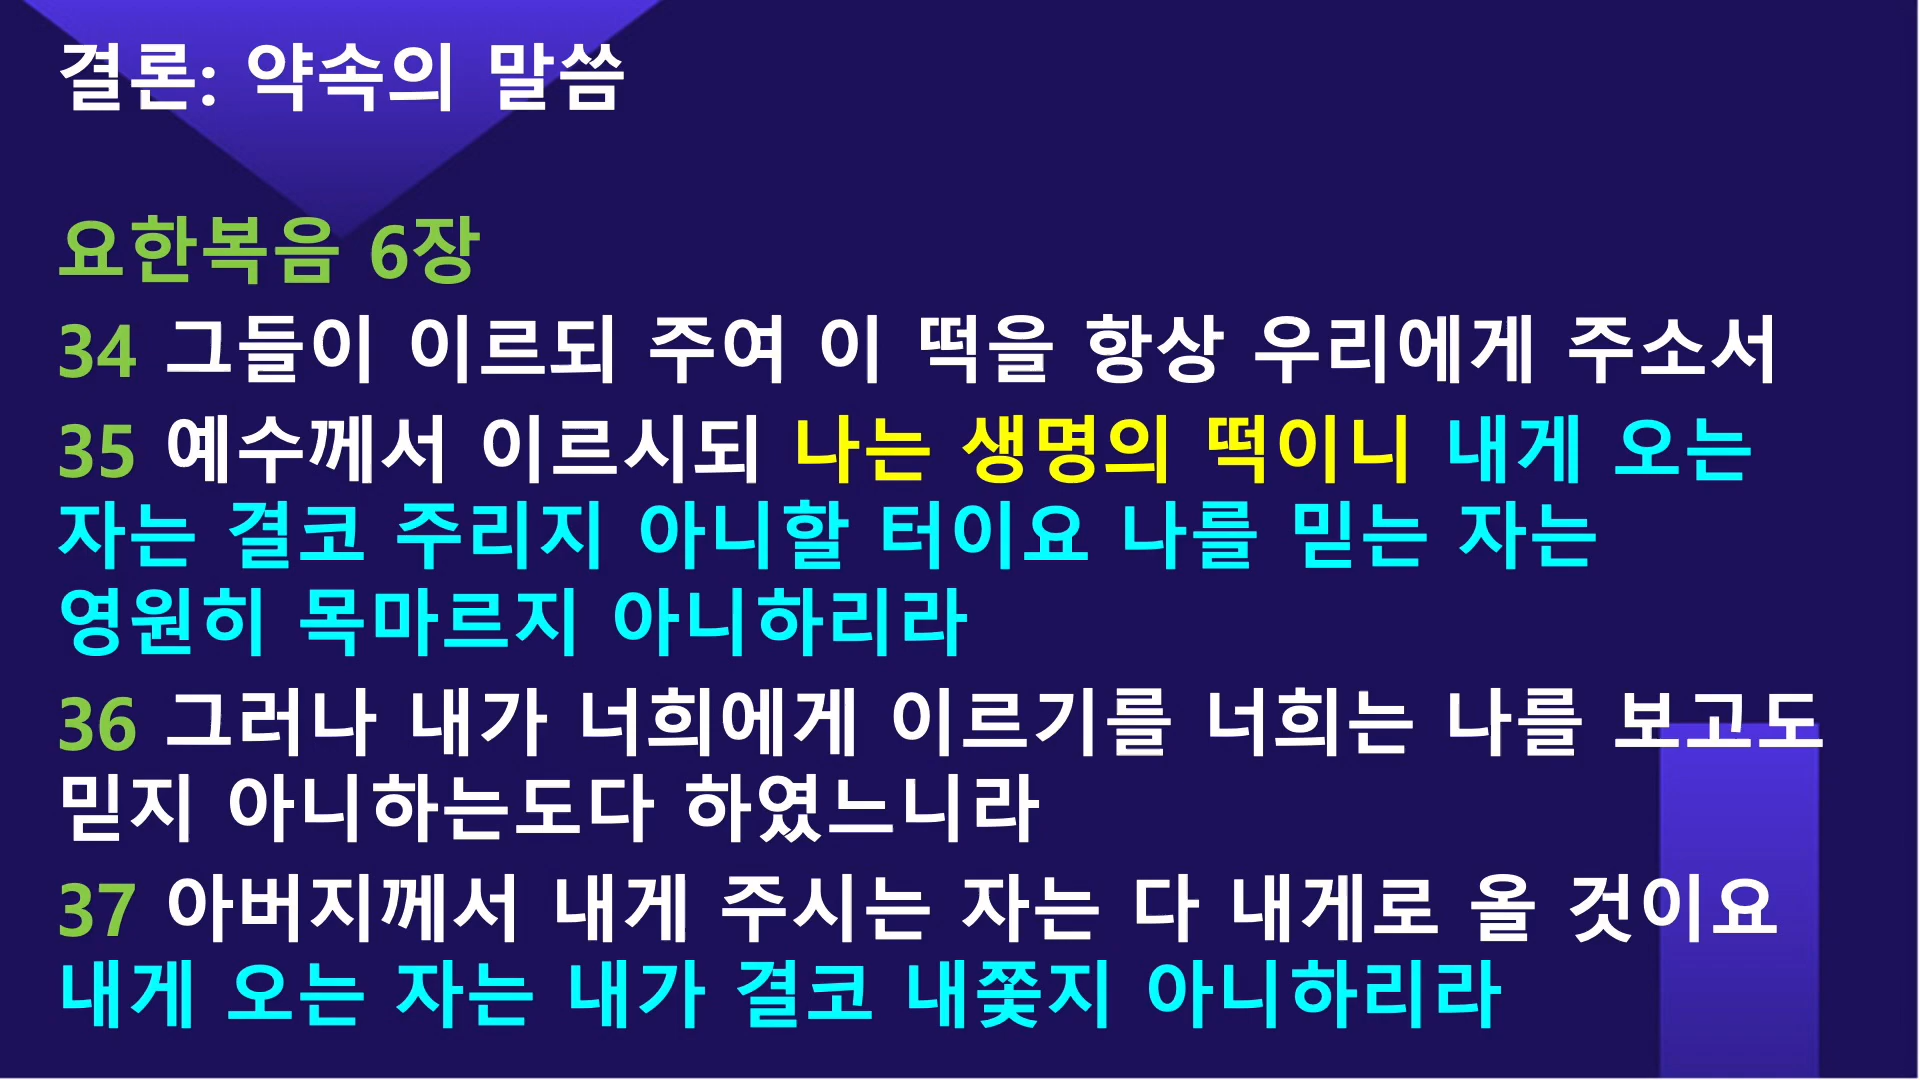 결론: 약속의 말씀
요한복음 6장
34 그들이 이르되 주여 이 떡을 항상 우리에게 주소서
35 예수께서 이르시되 나는 생명의 떡이니 내게 오는
자는 결코 주리지 아니할 터이요 나를 믿는 자는
영원히 목마르지 아니하리라
36 그러나 내가 너희에게 이르기를 너희는 나를 보고도
믿지 아니하는도다 하였느니라
37 아버지께서 내게 주시는 자는 다 내게로 올 것이요
내게 오는 자는 내가 결코 내쫓지 아니하리라